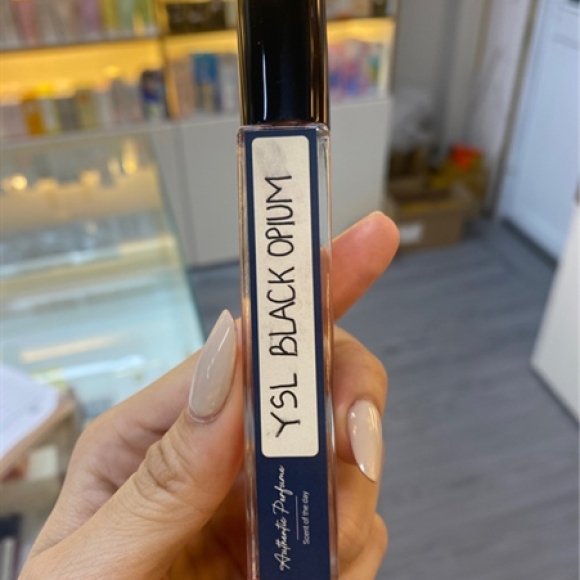 YSL BLACK OPIUM
Authentic Perfume
Scent of the day